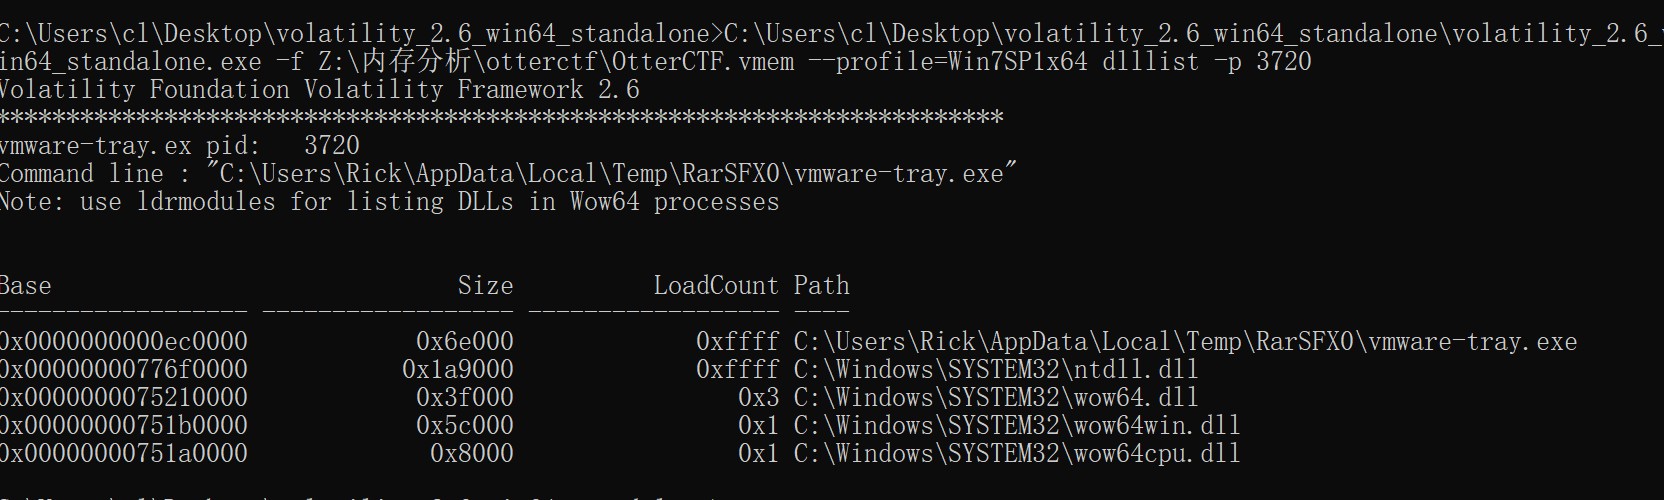 C:\Users\cl\Desktop\volatility_2.6_win64_standalone>C:\Users\cl\Desktop\volatility_2.6_win64_standalone\volatility_2.6_w
in64_standalone.exe -f Z:\内存分析\otterctf\OtterCTF.vmem --profile=Win7SP1x64 dlllist -p 3720
Volatility Foundation Volatility Framework 2.6
************************************************************************
vmware-tray.ex pid:   3720
Command line : "C:\Users\Rick\AppData\Local\Temp\RarSFX0\vmware-tray.exe"
Note: use ldrmodules for listing DLLs in Wow64 processes
Base                             Size          LoadCount Path
------------------ ------------------ ------------------ ----
0x0000000000ec0000            0x6e000             0xffff C:\Users\Rick\AppData\Local\Temp\RarSFX0\vmware-tray.exe
0x00000000776f0000           0x1a9000             0xffff C:\Windows\SYSTEM32\ntdll.dll
0x0000000075210000            0x3f000                0x3 C:\Windows\SYSTEM32\wow64.dll
0x00000000751b0000            0x5c000                0x1 C:\Windows\SYSTEM32\wow64win.dll
0x00000000751a0000             0x8000                0x1 C:\Windows\SYSTEM32\wow64cpu.dll